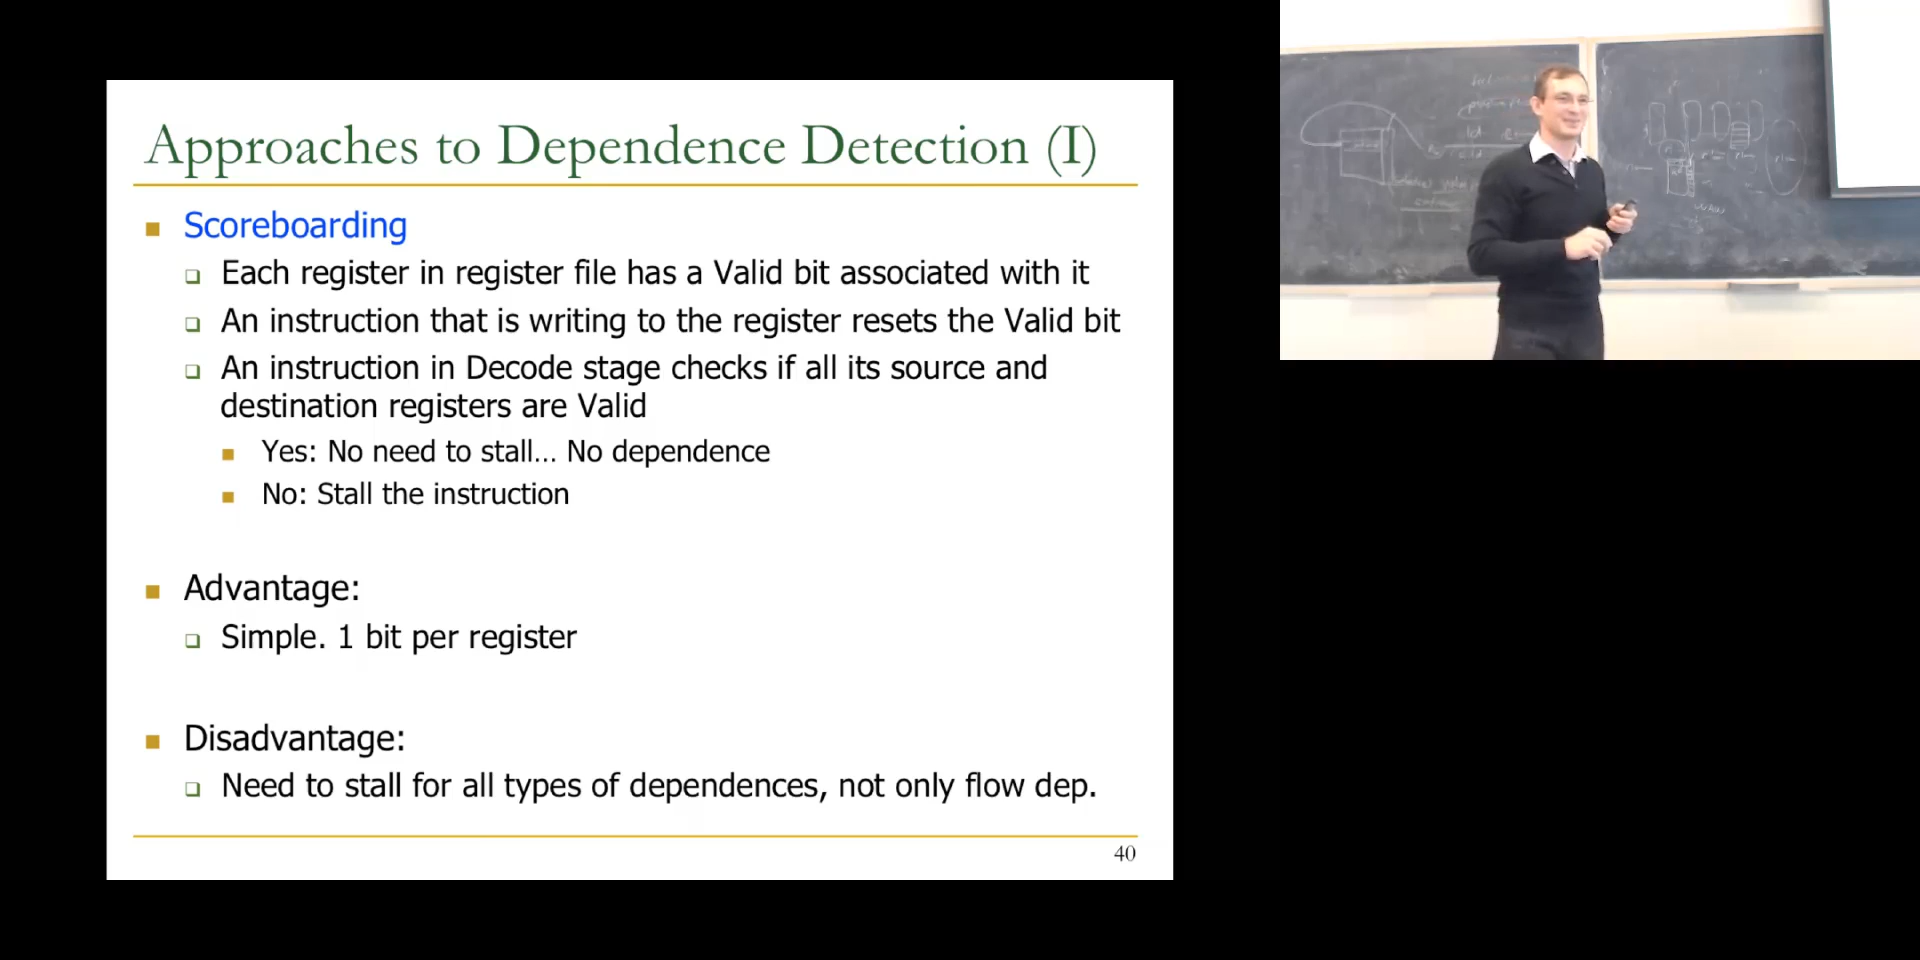 Approaches to Dependence Detection (I)
Scoreboarding
Each register in register file has a Valid bit associated with it
An instruction that is writing to the register resets the Valid bit
An instruction in Decode stage checks if all its source and
destination registers are Valid
Yes: No need to stall... No dependence
No: Stall the instruction
Advantage:
Simple. 1 bit per register
Disadvantage:
Need to stall for all types of dependences, not only flow dep.
40